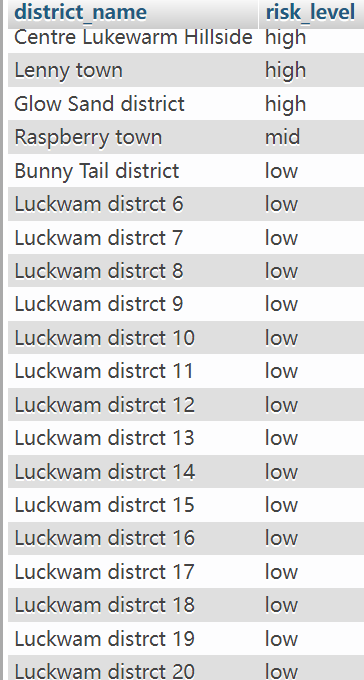 district_name risk_level
Centre Lukewarm Hillside high
Lenny town high
Glow Sand district high
Raspberry town mid
Bunny Tail district low
Luckwam distrct 6 low
Luckwam distrct 7 low
Luckwam distrct 8 low
Luckwam distrct 9 low
Luckwam distrct 10 low
Luckwam distrct 11 low
Luckwam distrct 12 low
Luckwam distrct 13 low
Luckwam distrct 14 low
Luckwam distrct 15 low
Luckwam distrct 16 low
Luckwam distrct 17 low
Luckwam distrct 18 low
Luckwam distrct 19 low
Luckwam distrct 20 low